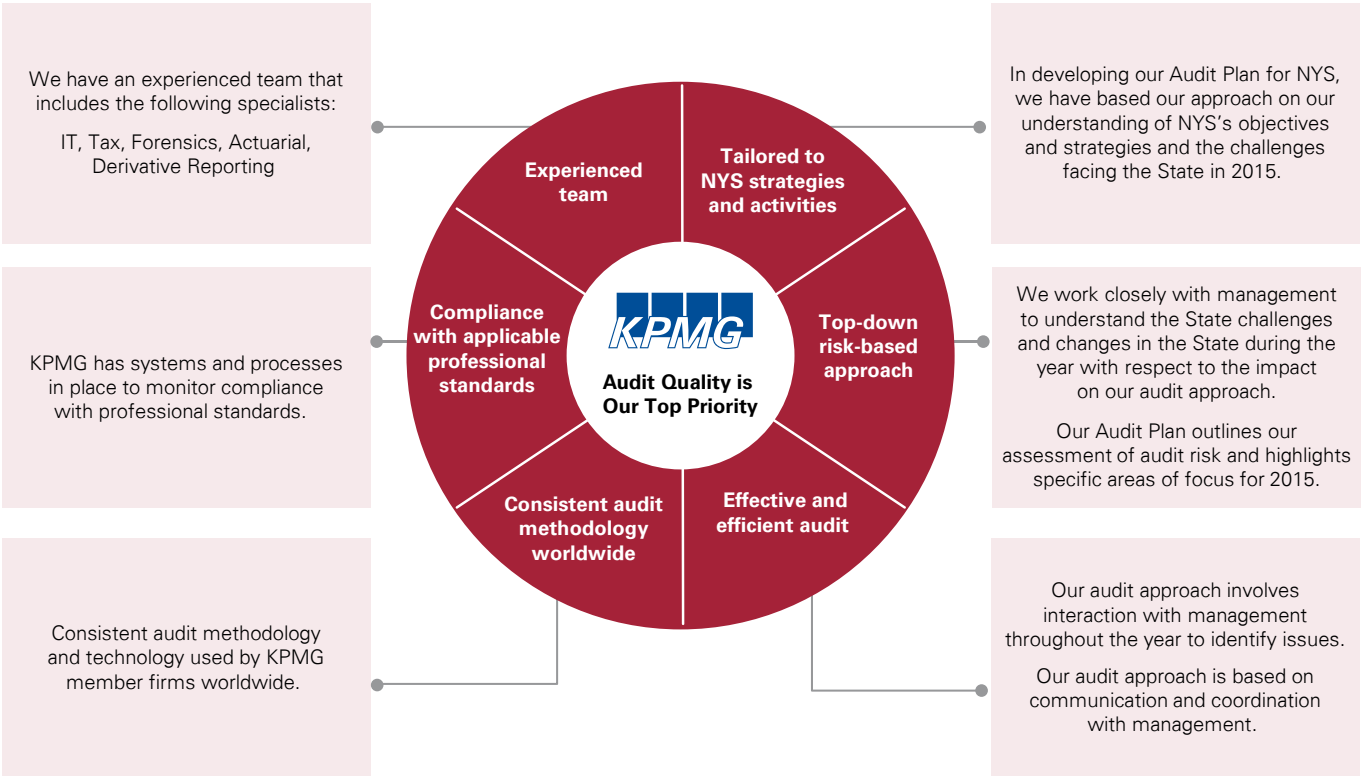 We have an experienced team that
includes the following specialists:
IT, Tax, Forensics, Actuarial,
Derivative Reporting
KPMG has systems and processes
in place to monitor compliance
with professional standards.
Consistent audit methodology
and technology used by KPMG
member firms worldwide.
Experienced
team
Tailored to
NYS strategies
and activities
Compliance
with applicable
professional
standards
KPMG
Audit Quality is
Our Top Priority
Top-down
risk-based
approach
Consistent audit
methodology
worldwide
Effective and
efficient audit
In developing our Audit Plan for NYS,
we have based our approach on our
understanding of NYS's objectives
and strategies and the challenges
facing the State in 2015.
We work closely with management
to understand the State challenges
and changes in the State during the
year with respect to the impact
on our audit approach.
Our Audit Plan outlines our
assessment of audit risk and highlights
specific areas of focus for 2015.
Our audit approach involves
interaction with management
throughout the year to identify issues.
Our audit approach is based on
communication and coordination
with management.